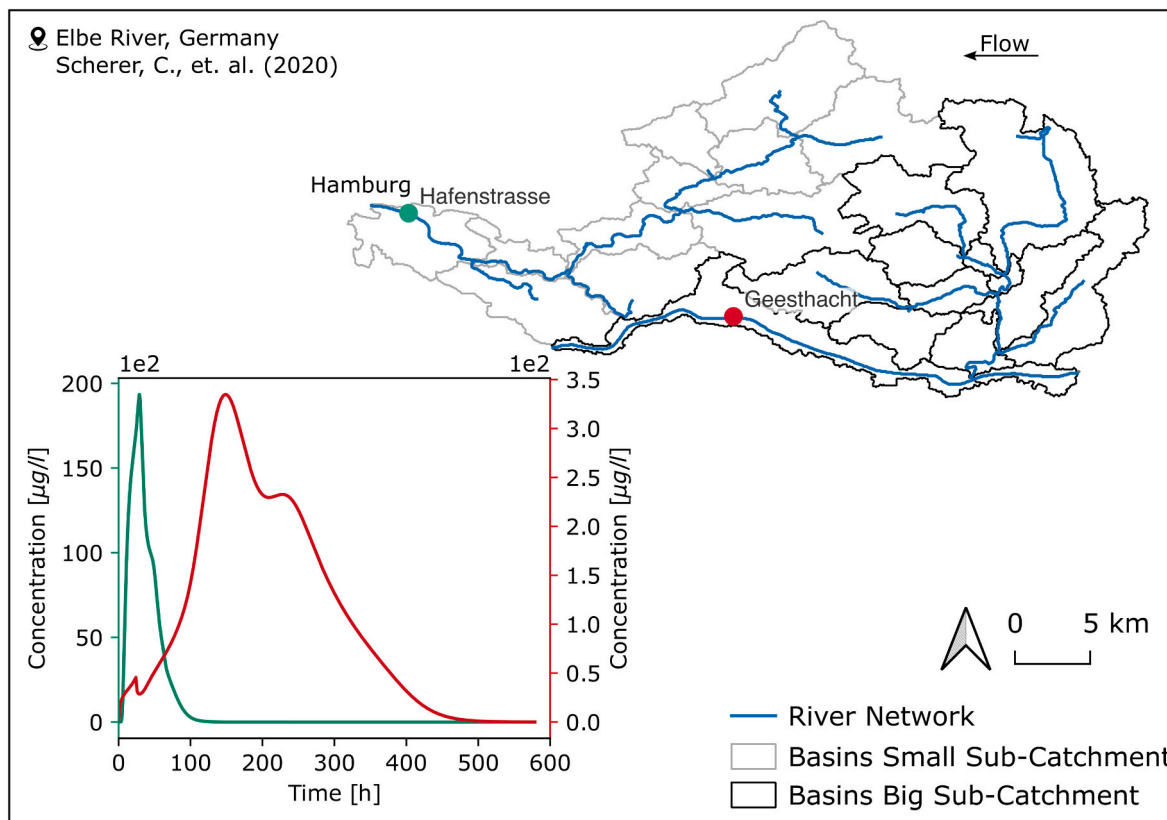 Elbe River, Germany
Scherer, C., et. al. (2020)
Flow
Hamburg
Hafenstrasse
Geesthacht
1e2
1e2
200
150
100
50
0
Concentration [µg/l]
3.5
3.0
2.5
2.0
1.5
1.0
0.5
0.0
Concentration [µg/l]
0 100 200 300 400 500 600
Time [h]
0 5 km
River Network
Basins Small Sub-Catchment
Basins Big Sub-Catchment